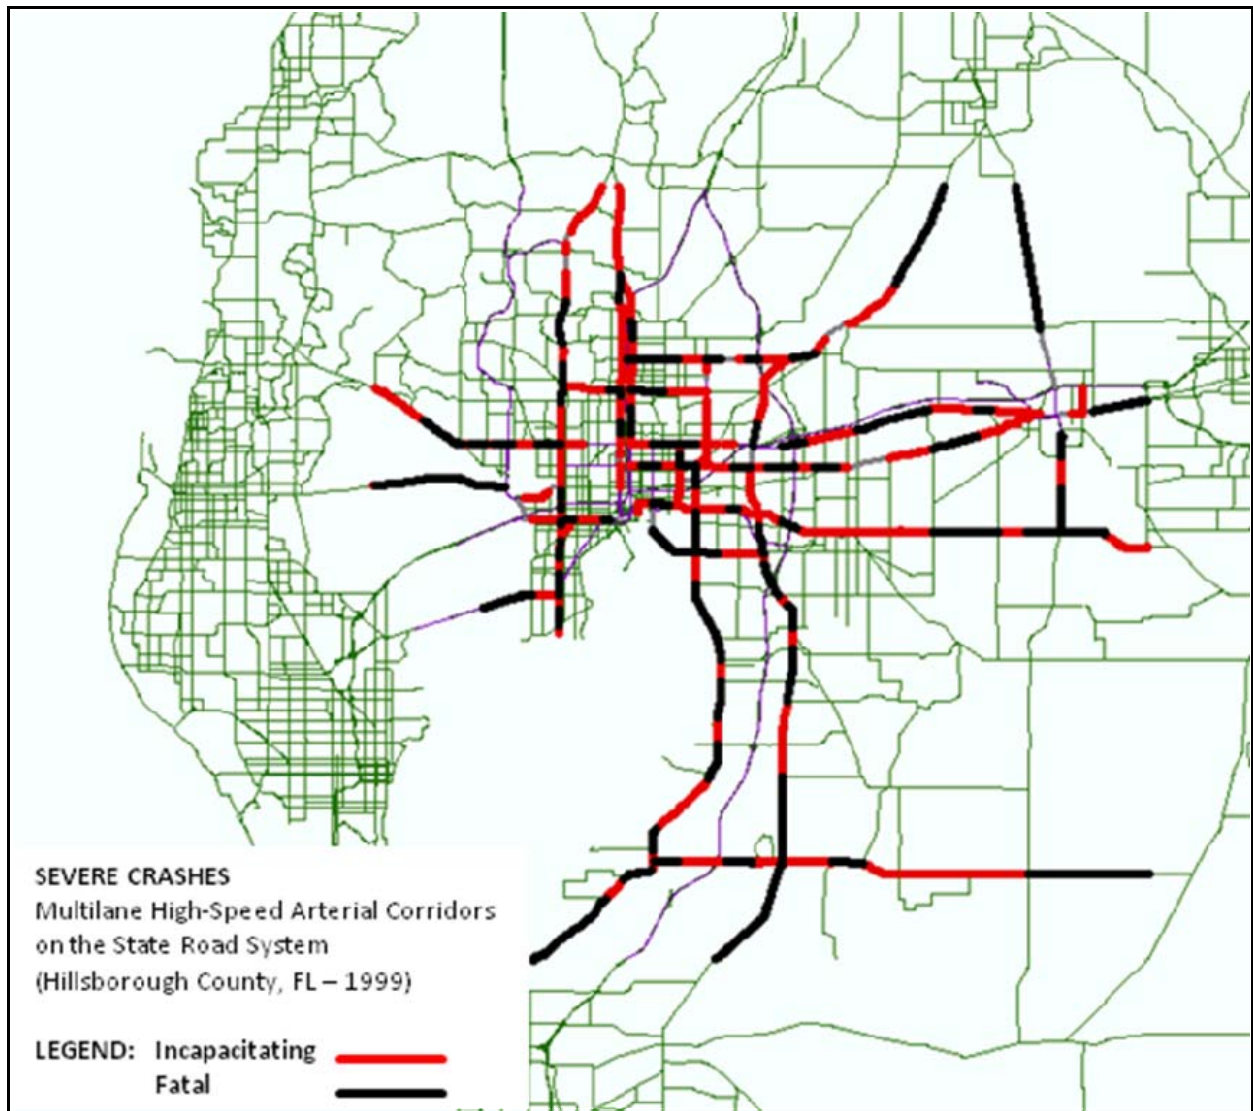 SEVERE CRASHES
Multilane High-Speed Arterial Corridors
on the State Road System
(Hillsborough County, FL – 1999)
LEGEND: Incapacitating
Fatal